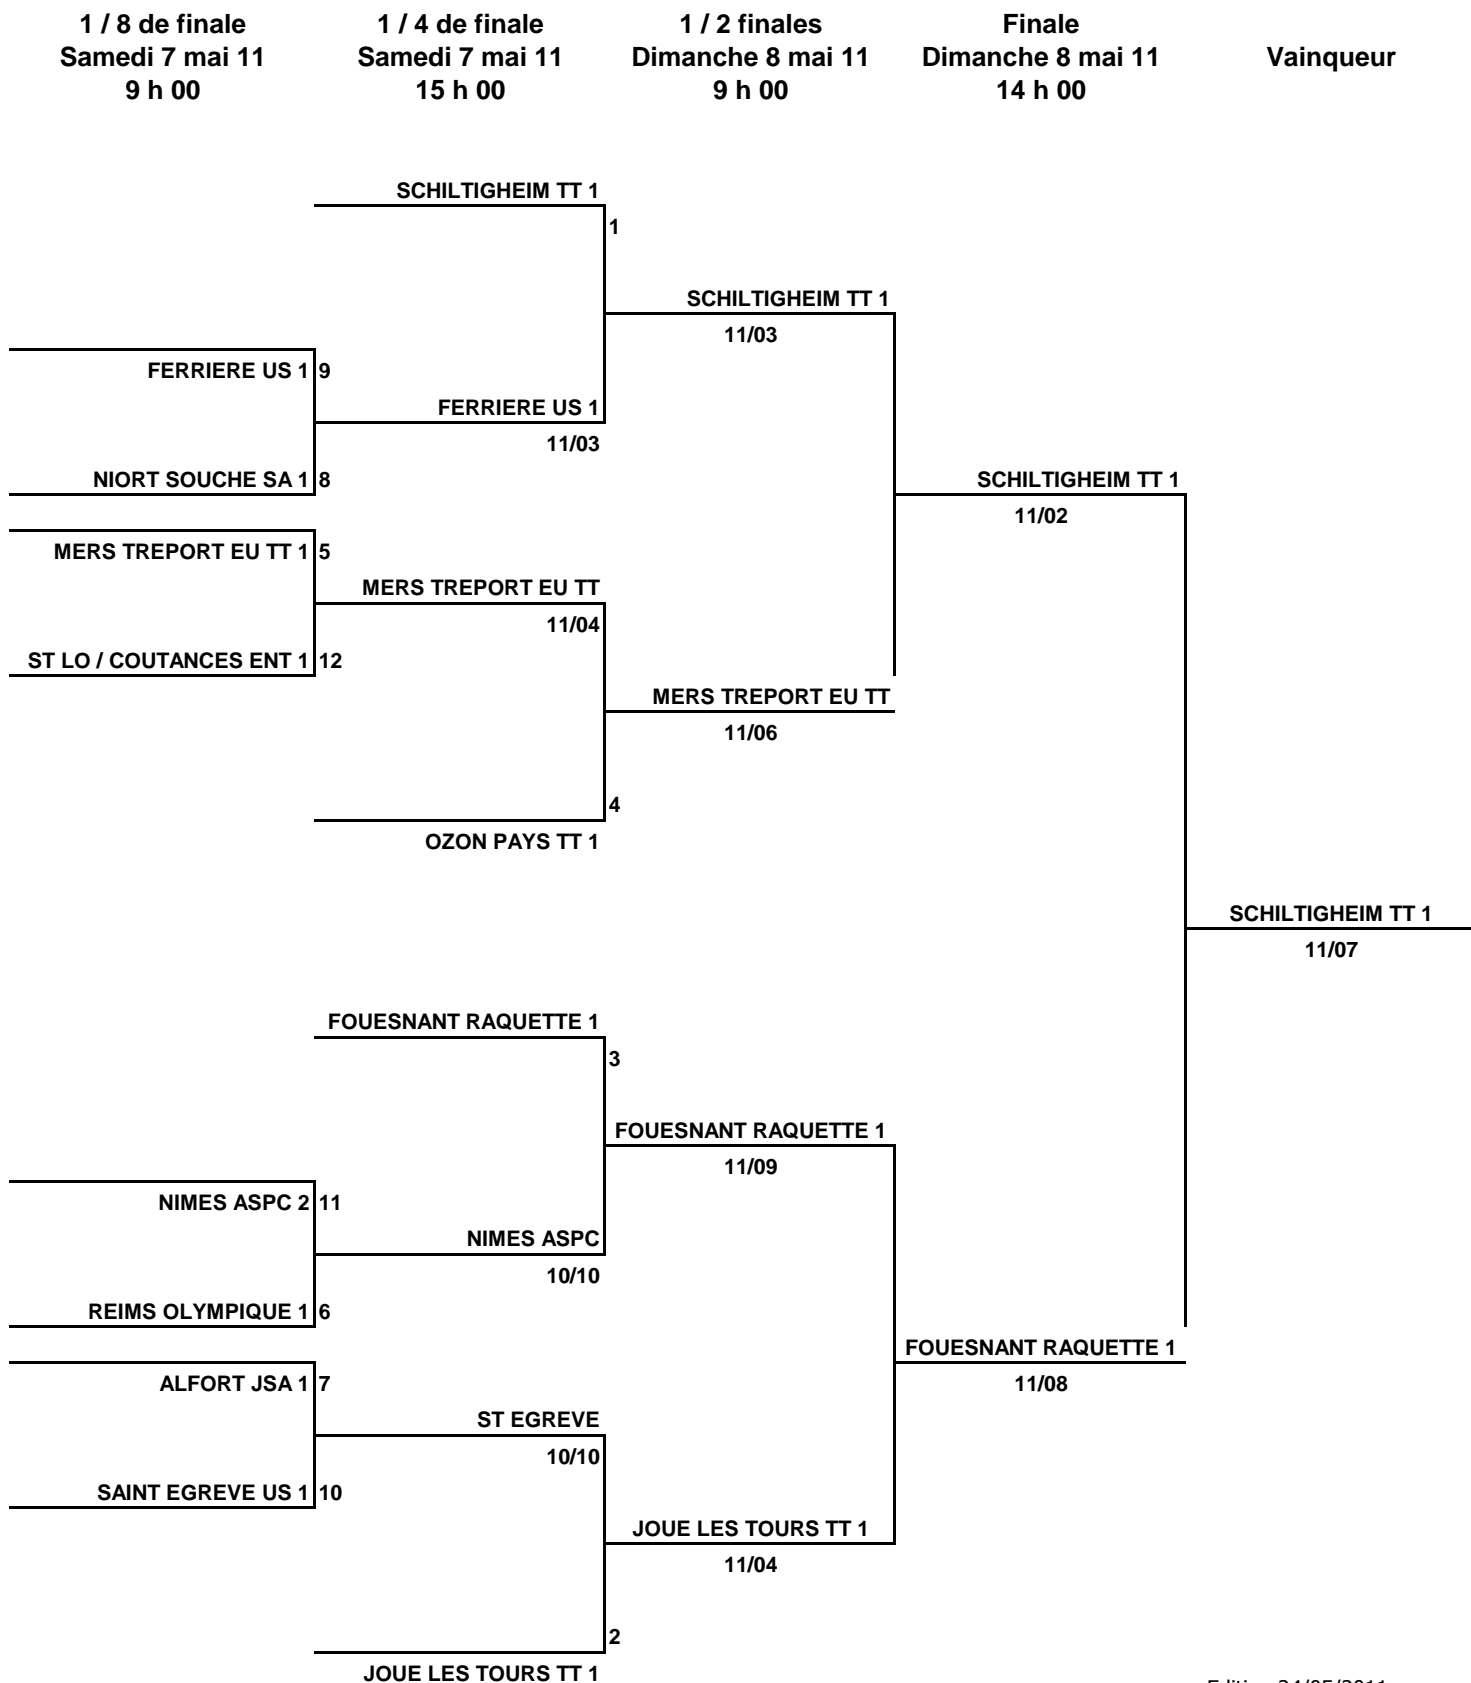 1 / 8 de finale
Samedi 7 mai 11
9 h 00
1 / 4 de finale
Samedi 7 mai 11
15 h 00
1 / 2 finales
Dimanche 8 mai 11
9 h 00
Finale
Dimanche 8 mai 11
14 h 00
Vainqueur
SCHILTIGHEIM TT 1
1
SCHILTIGHEIM TT 1
11/03
FERRIERE US 1 9
FERRIERE US 1
11/03
NIORT SOUCHE SA 1 8
SCHILTIGHEIM TT 1
11/02
MERS TREPORT EU TT 1 5
MERS TREPORT EU TT
11/04
ST LO / COUTANCES ENT 1 12
MERS TREPORT EU TT
11/06
4
OZON PAYS TT 1
SCHILTIGHEIM TT 1
11/07
FOUESNANT RAQUETTE 1
3
FOUESNANT RAQUETTE 1
11/09
NIMES ASPC 2 11
NIMES ASPC
10/10
REIMS OLYMPIQUE 1 6
FOUESNANT RAQUETTE 1
11/08
ALFORT JSA 1 7
ST EGREVE
10/10
SAINT EGREVE US 1 10
JOUE LES TOURS TT 1
11/04
2
JOUE LES TOURS TT 1